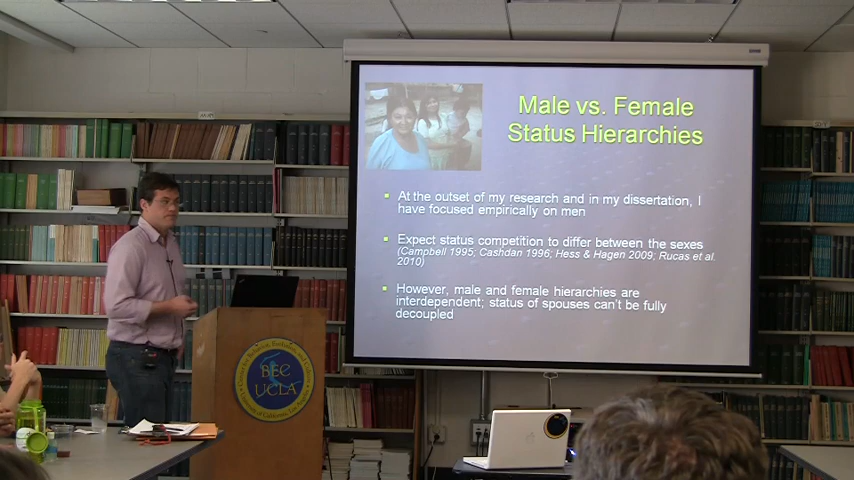 Male vs. Female
Status Hierarchies
At the outset of my research and in my dissertation, I
have focused empirically on men
Expect status competition to differ between the sexes
(Campbell 1995; Cashdan 1996; Hess & Hagen 2009; Rucas et al.
2010)
However, male and female hierarchies are
interdependent; status of spouses can't be fully
decoupled
BEC
UCLA